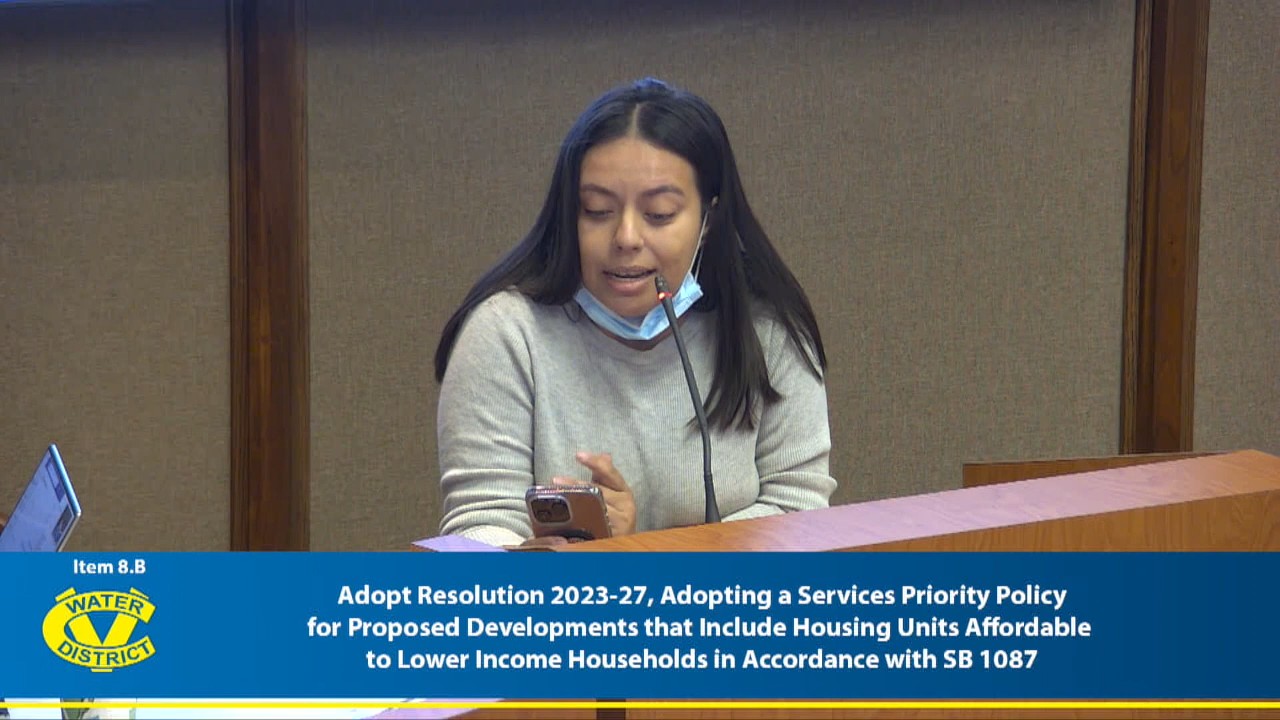 Item 8.B
WATER
CV
DISTRICT
Adopt Resolution 2023-27, Adopting a Services Priority Policy
for Proposed Developments that Include Housing Units Affordable
to Lower Income Households in Accordance with SB 1087